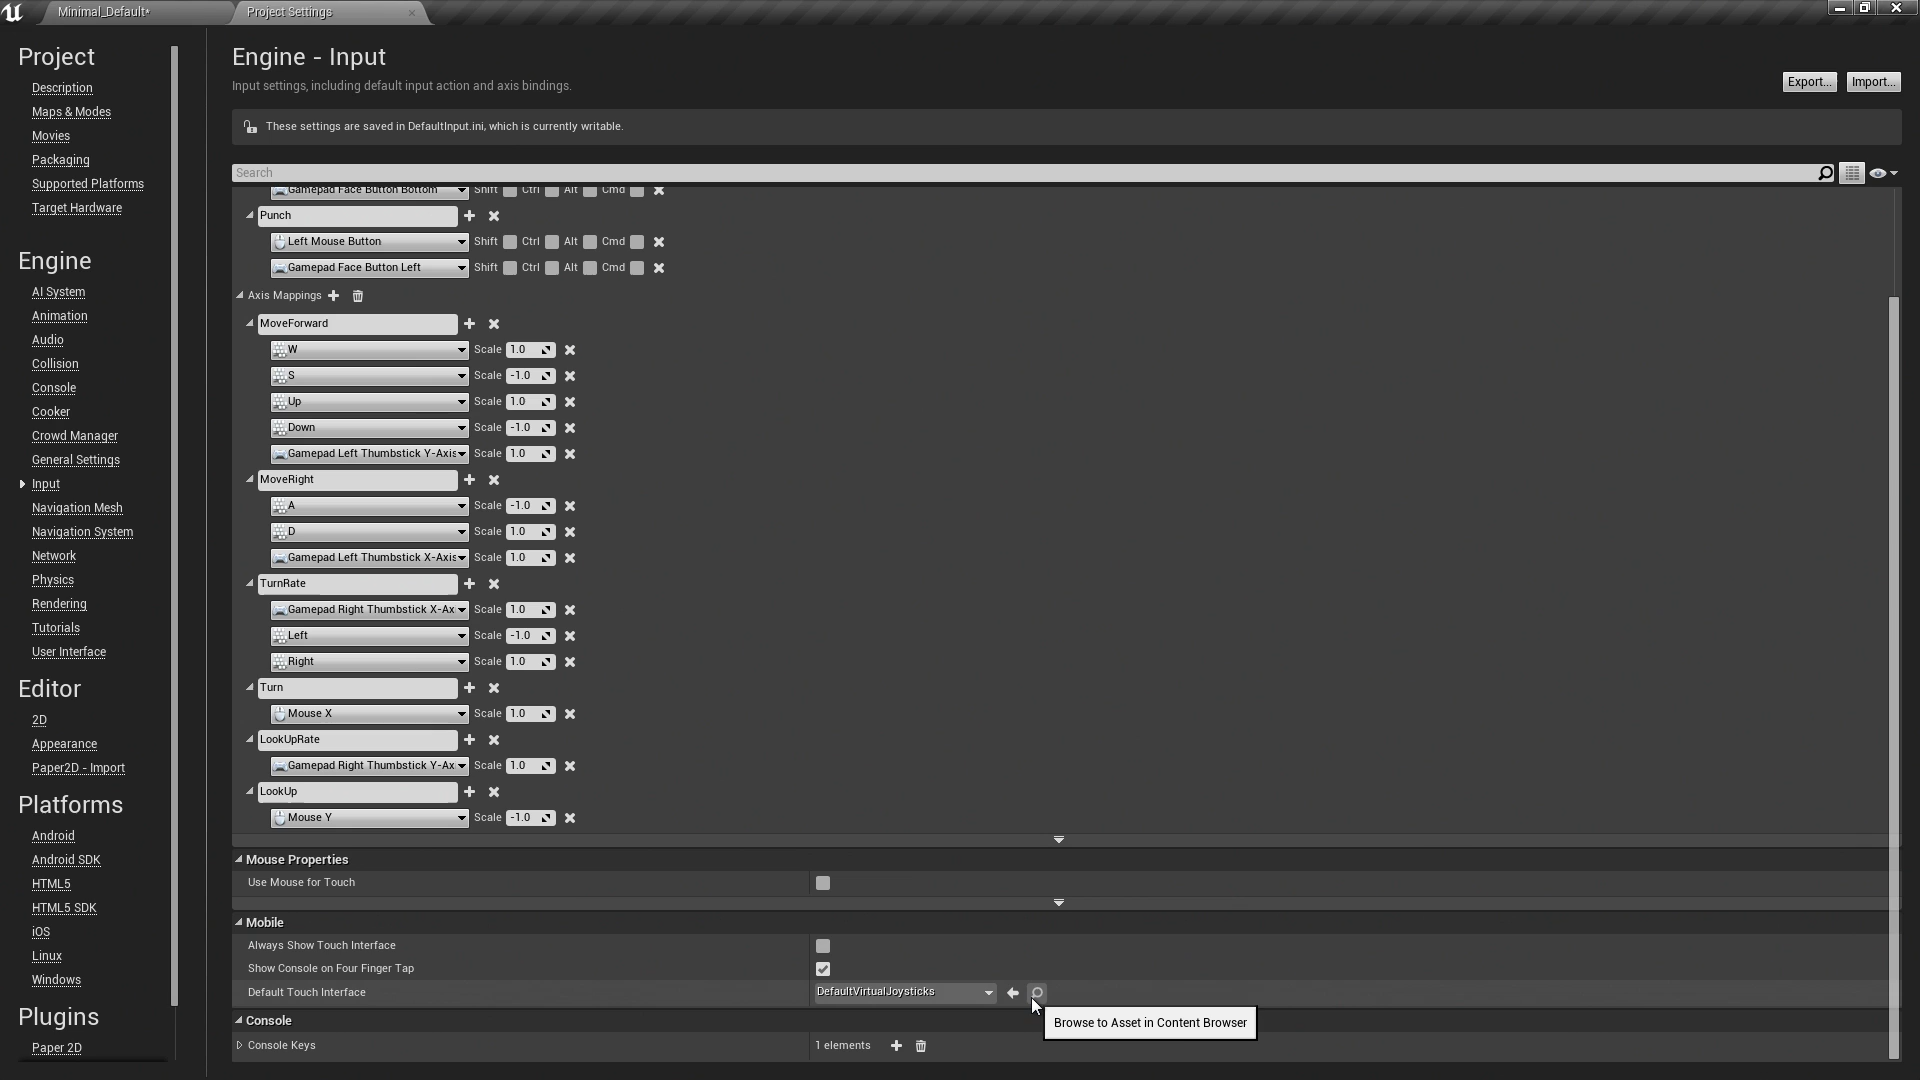 Minimal_Default*
Project Settings
Project
Description
Maps & Modes
Movies
Packaging
Supported Platforms
Target Hardware
Engine
AI System
Animation
Audio
Collision
Console
Cooker
Crowd Manager
General Settings
Input
Navigation Mesh
Navigation System
Network
Physics
Rendering
Tutorials
User Interface
Editor
2D
Appearance
Paper2D - Import
Platforms
Android
Android SDK
HTML5
HTML5 SDK
iOS
Linux
Windows
Plugins
Paper 2D
Engine - Input
Input settings, including default input action and axis bindings.
Export...
Import...
These settings are saved in DefaultInput.ini, which is currently writable.
Search
Gamepad Face Button Bottom Shift Ctrl Alt Cmd
Punch
Left Mouse Button Shift Ctrl Alt Cmd
Gamepad Face Button Left Shift Ctrl Alt Cmd
Axis Mappings
MoveForward
W Scale 1.0
S Scale -1.0
Up Scale 1.0
Down Scale -1.0
Gamepad Left Thumbstick Y-Axis Scale 1.0
MoveRight
A Scale -1.0
D Scale 1.0
Gamepad Left Thumbstick X-Axis Scale 1.0
TurnRate
Gamepad Right Thumbstick X-Ax Scale 1.0
Left Scale -1.0
Right Scale 1.0
Turn
Mouse X Scale 1.0
LookUpRate
Gamepad Right Thumbstick Y-Ax Scale 1.0
LookUp
Mouse Y Scale -1.0
Mouse Properties
Use Mouse for Touch
Mobile
Always Show Touch Interface
Show Console on Four Finger Tap
Default Touch Interface DefaultVirtualJoysticks
Browse to Asset in Content Browser
Console
Console Keys 1 elements